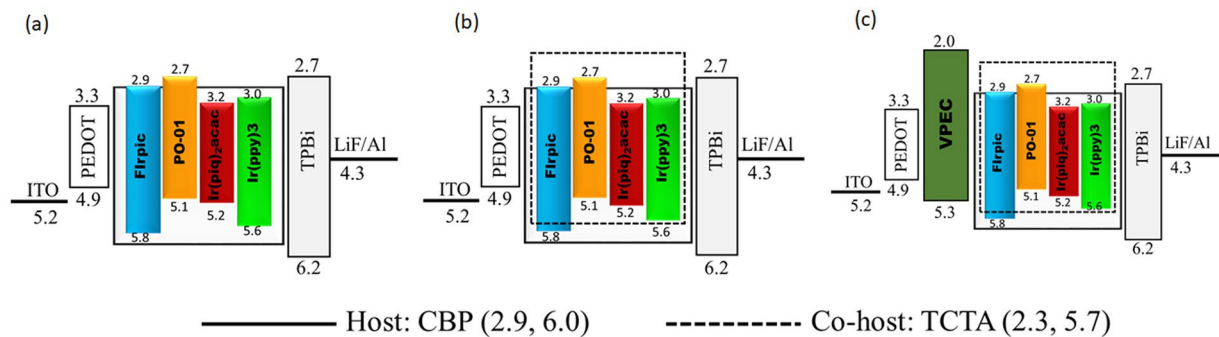 (a)
2.9
2.7
3.2
3.0
2.7
3.3
PEDOT
FIrpic
PO-01
Ir(piq)2acac
Ir(ppy)3
TPBi
LiF/Al
4.3
ITO
5.2
4.9
5.8
5.1
5.2
5.6
6.2
(b)
2.9
2.7
3.2
3.0
2.7
3.3
PEDOT
FIrpic
PO-01
Ir(piq)2acac
Ir(ppy)3
TPBi
LiF/Al
4.3
ITO
5.2
4.9
5.8
5.1
5.2
5.6
6.2
(c)
2.0
2.9
2.7
3.2
3.0
2.7
3.3
PEDOT
VPEC
FIrpic
PO-01
Ir(piq)2acac
Ir(ppy)3
TPBi
LiF/Al
4.3
ITO
5.2
4.9
5.3
5.8
5.1
5.2
5.6
6.2
Host: CBP (2.9, 6.0)
Co-host: TCTA (2.3, 5.7)